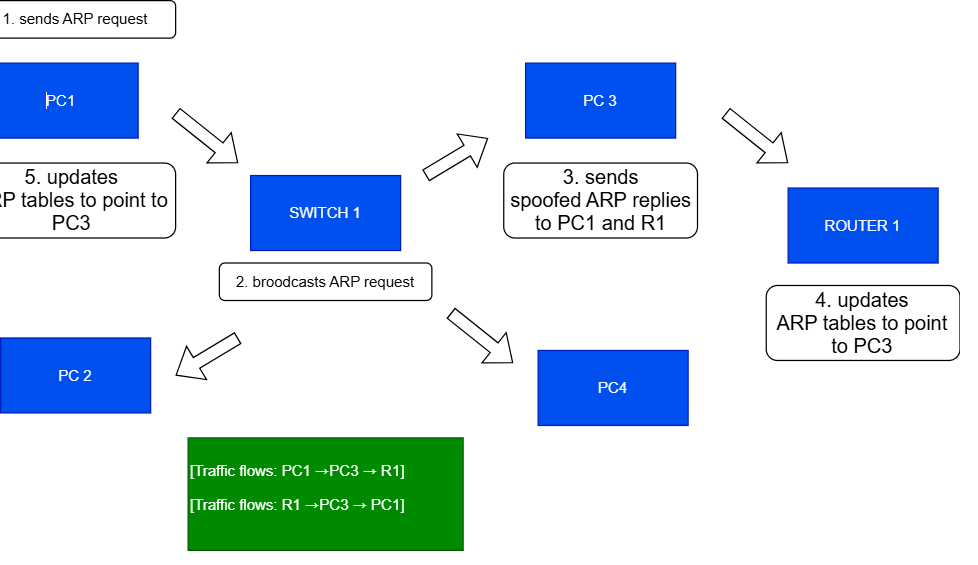 1. sends ARP request
PC1
PC 3
5. updates
RP tables to point to
PC3
SWITCH 1
3. sends
spoofed ARP replies
to PC1 and R1
ROUTER 1
2. broodcasts ARP request
4. updates
ARP tables to point
to PC3
PC 2
PC4
[Traffic flows: PC1 →PC3 → R1]
[Traffic flows: R1 →PC3 → PC1]